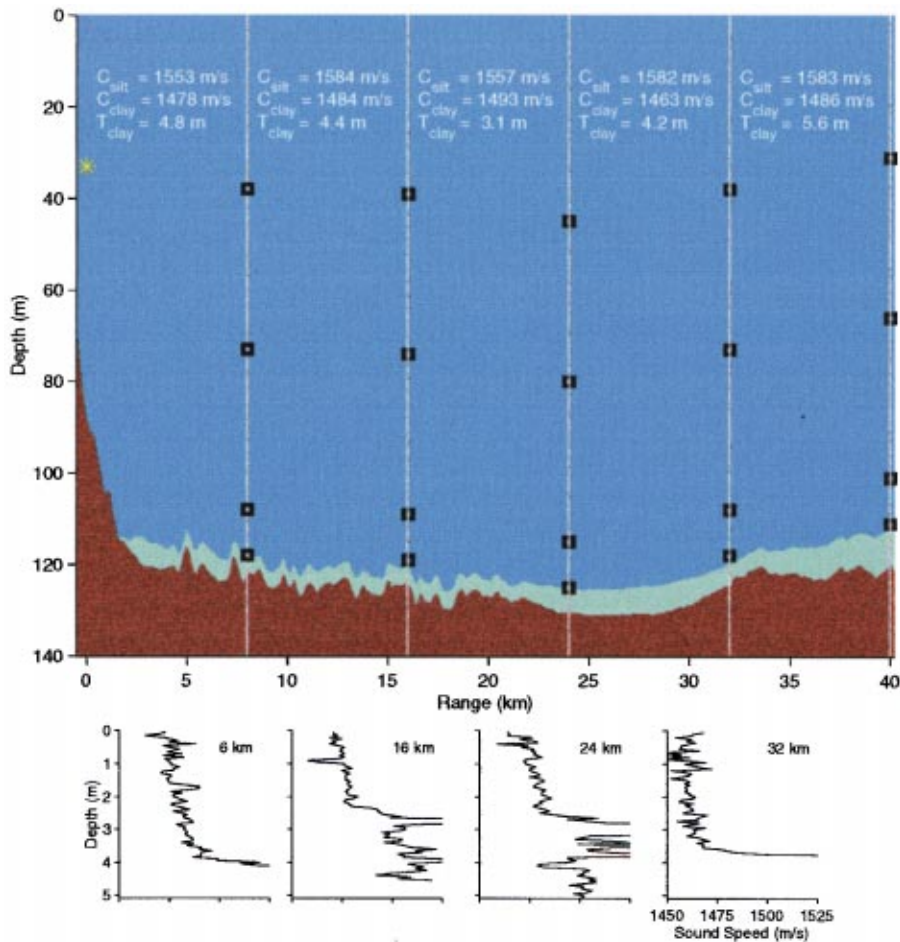 0
20
40
60
80
100
120
140
Depth (m)
C_silt = 1553 m/s
C_clay = 1478 m/s
T_clay = 4.8 m
C_silt = 1584 m/s
C_clay = 1484 m/s
T_clay = 4.4 m
C_silt = 1557 m/s
C_clay = 1493 m/s
T_clay = 3.1 m
C_silt = 1582 m/s
C_clay = 1463 m/s
T_clay = 4.2 m
C_silt = 1583 m/s
C_clay = 1486 m/s
T_clay = 5.6 m
0 5 10 15 20 25 30 35 40
Range (km)
0
1
2
3
4
5
Depth (m)
6 km
16 km
24 km
32 km
1450 1475 1500 1525
Sound Speed (m/s)